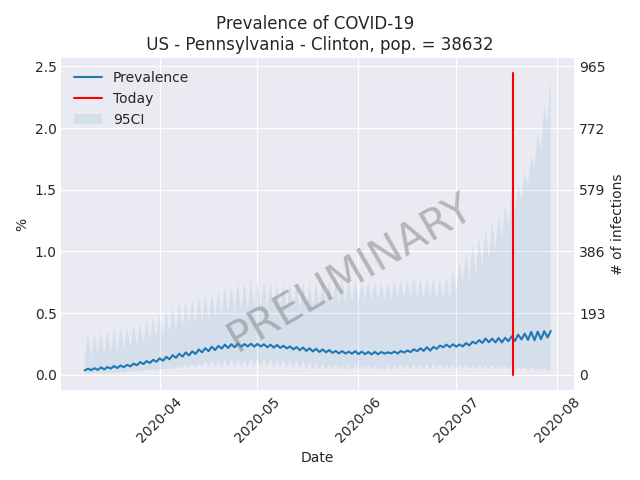 Prevalence of COVID-19
US - Pennsylvania - Clinton, pop. = 38632
Prevalence
Today
95CI
PRELIMINARY
2.5
2.0
1.5
1.0
0.5
0.0
%
965
772
579
386
193
0
# of infections
2020-04
2020-05
2020-06
2020-07
2020-08
Date